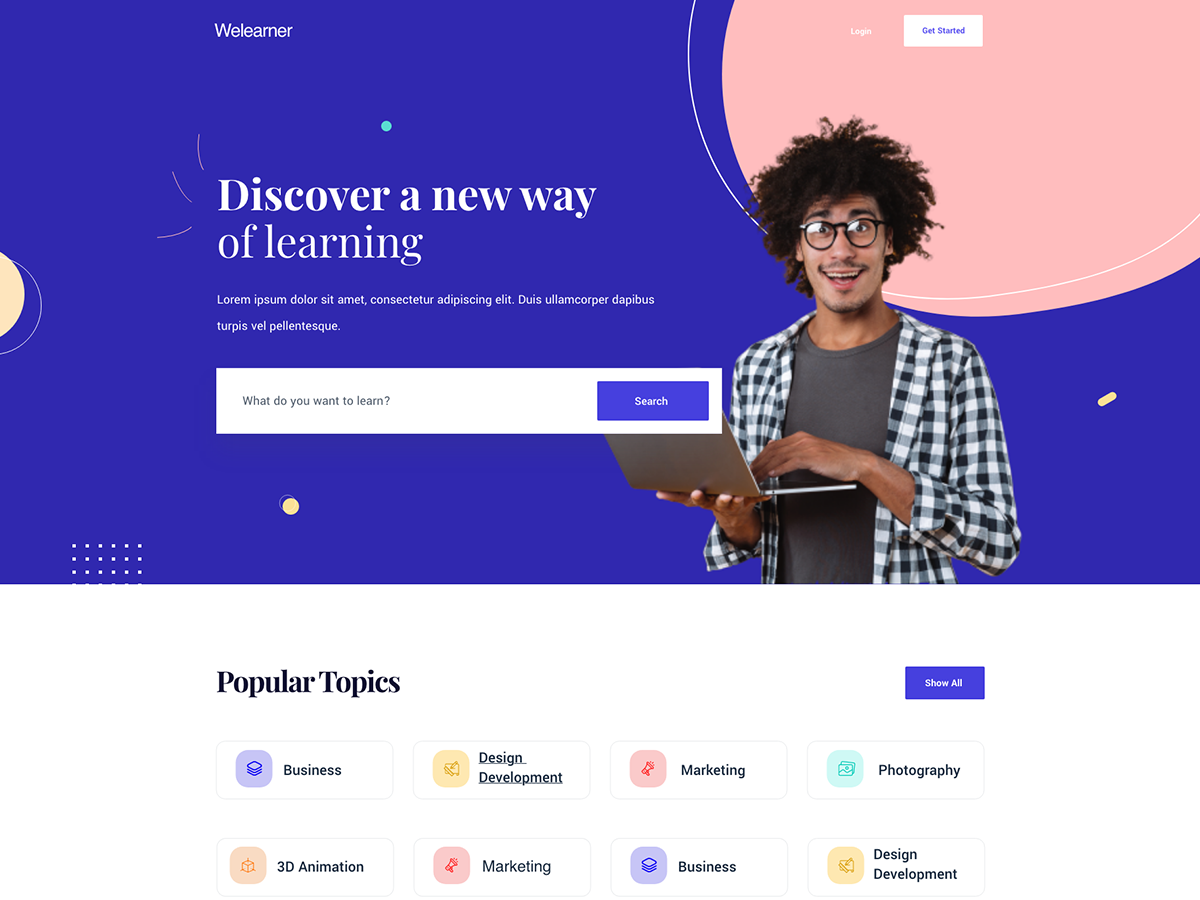 Welearner
Login
Get Started
Discover a new way
of learning
Lorem ipsum dolor sit amet, consectetur adipiscing elit. Duis ullamcorper dapibus
turpis vel pellentesque.
What do you want to learn?
Search
Popular Topics
Show All
Business
Design
Development
Marketing
Photography
3D Animation
Marketing
Business
Design
Development